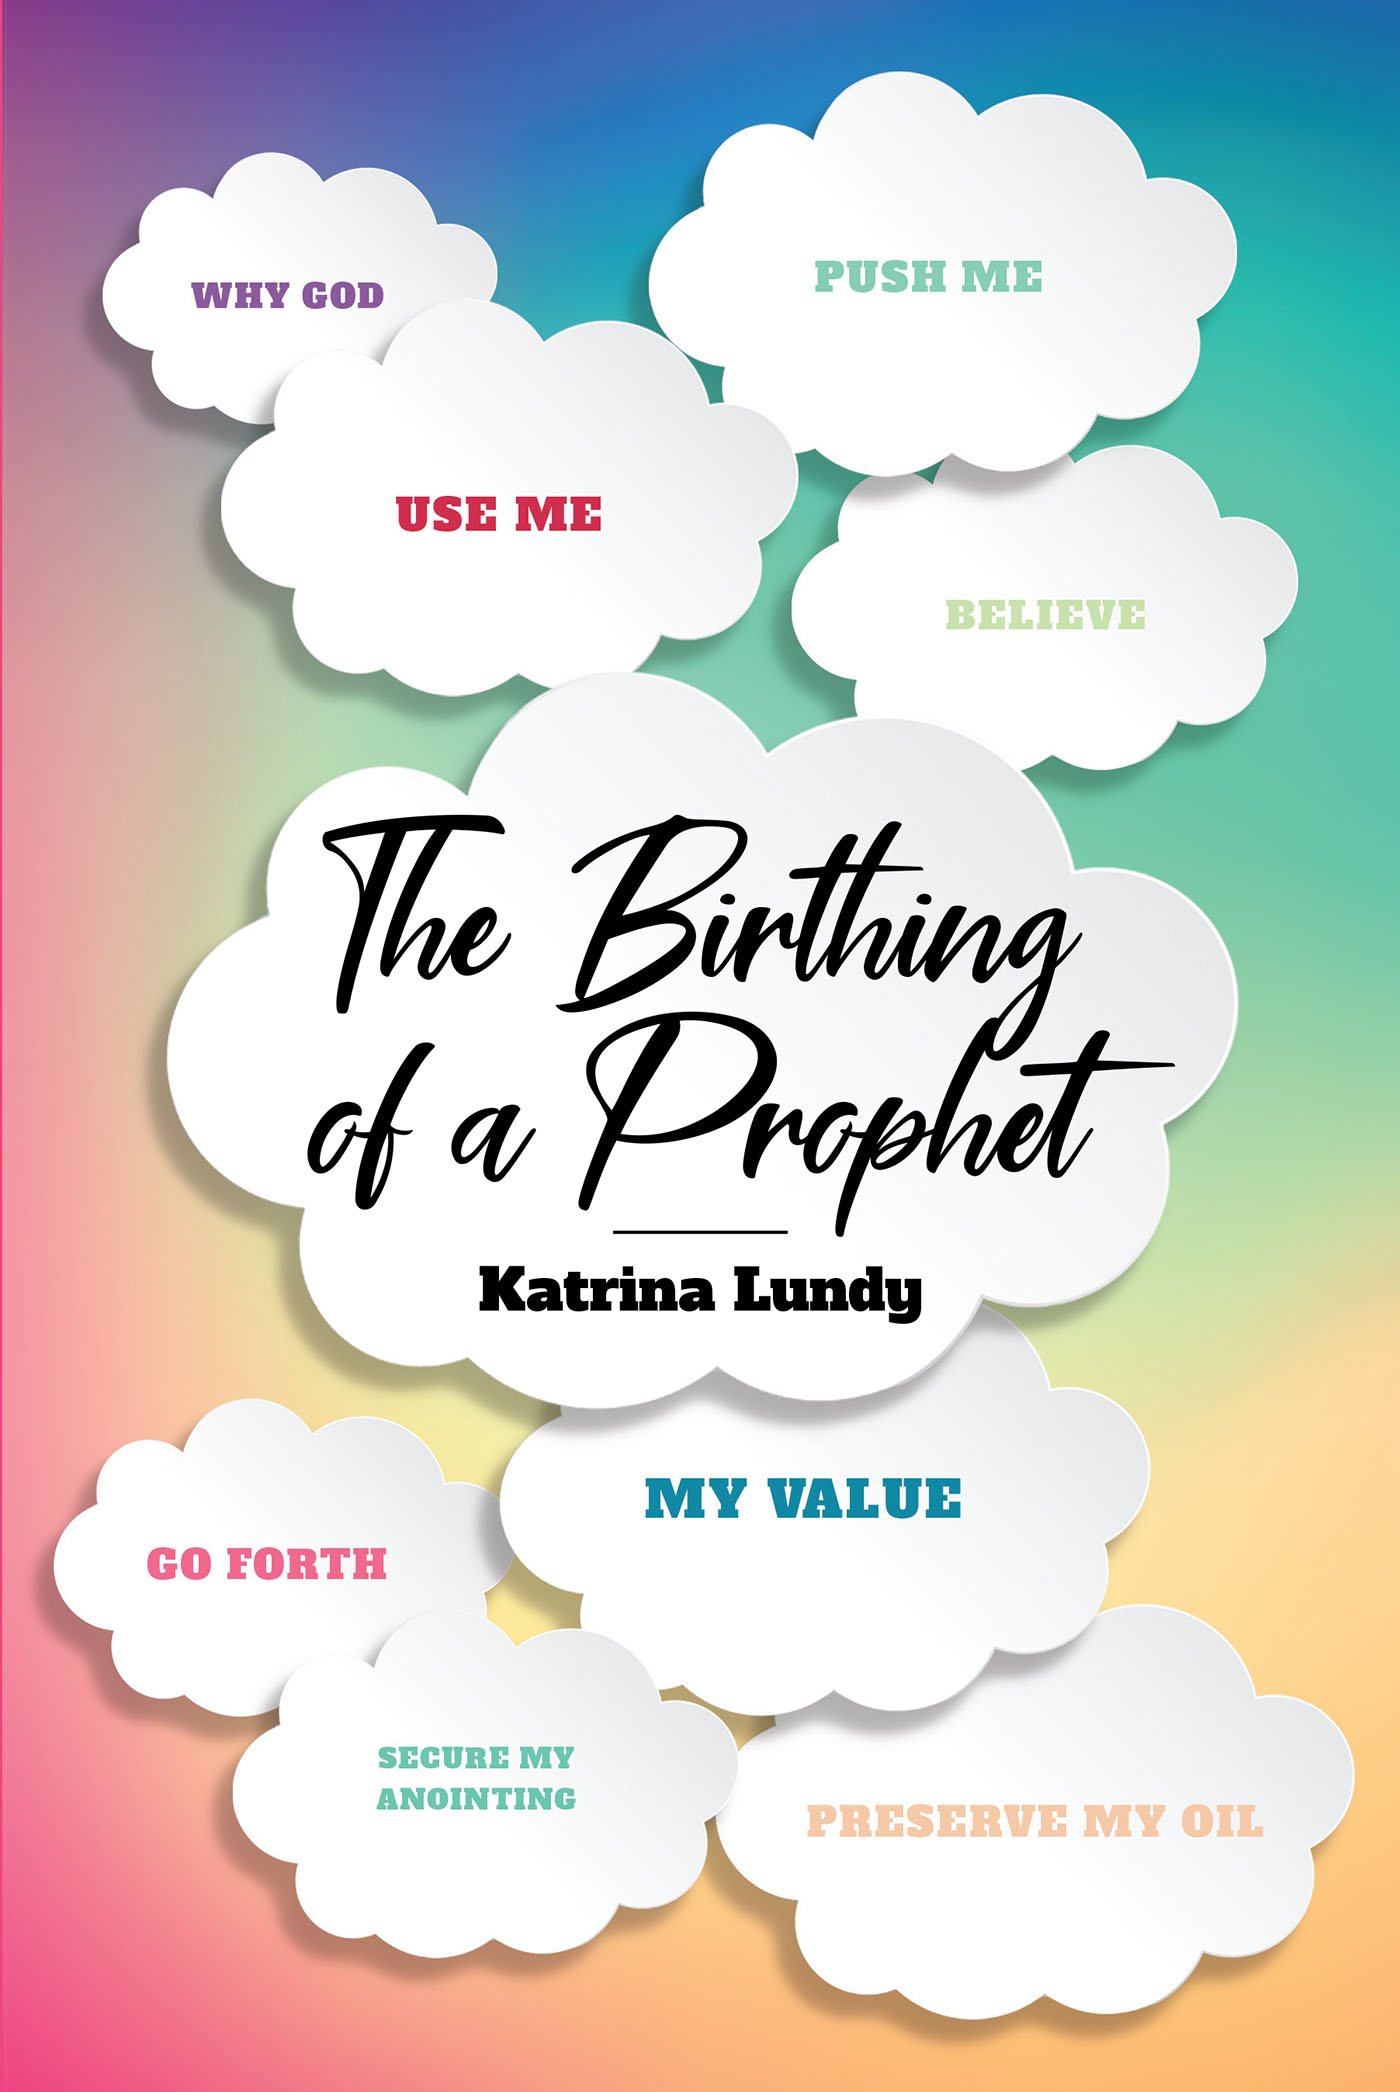 WHY GOD
PUSH ME
USE ME
BELIEVE
The Birthing
of a Prophet
Katrina Lundy
MY VALUE
GO FORTH
SECURE MY
ANOINTING
PRESERVE MY OIL